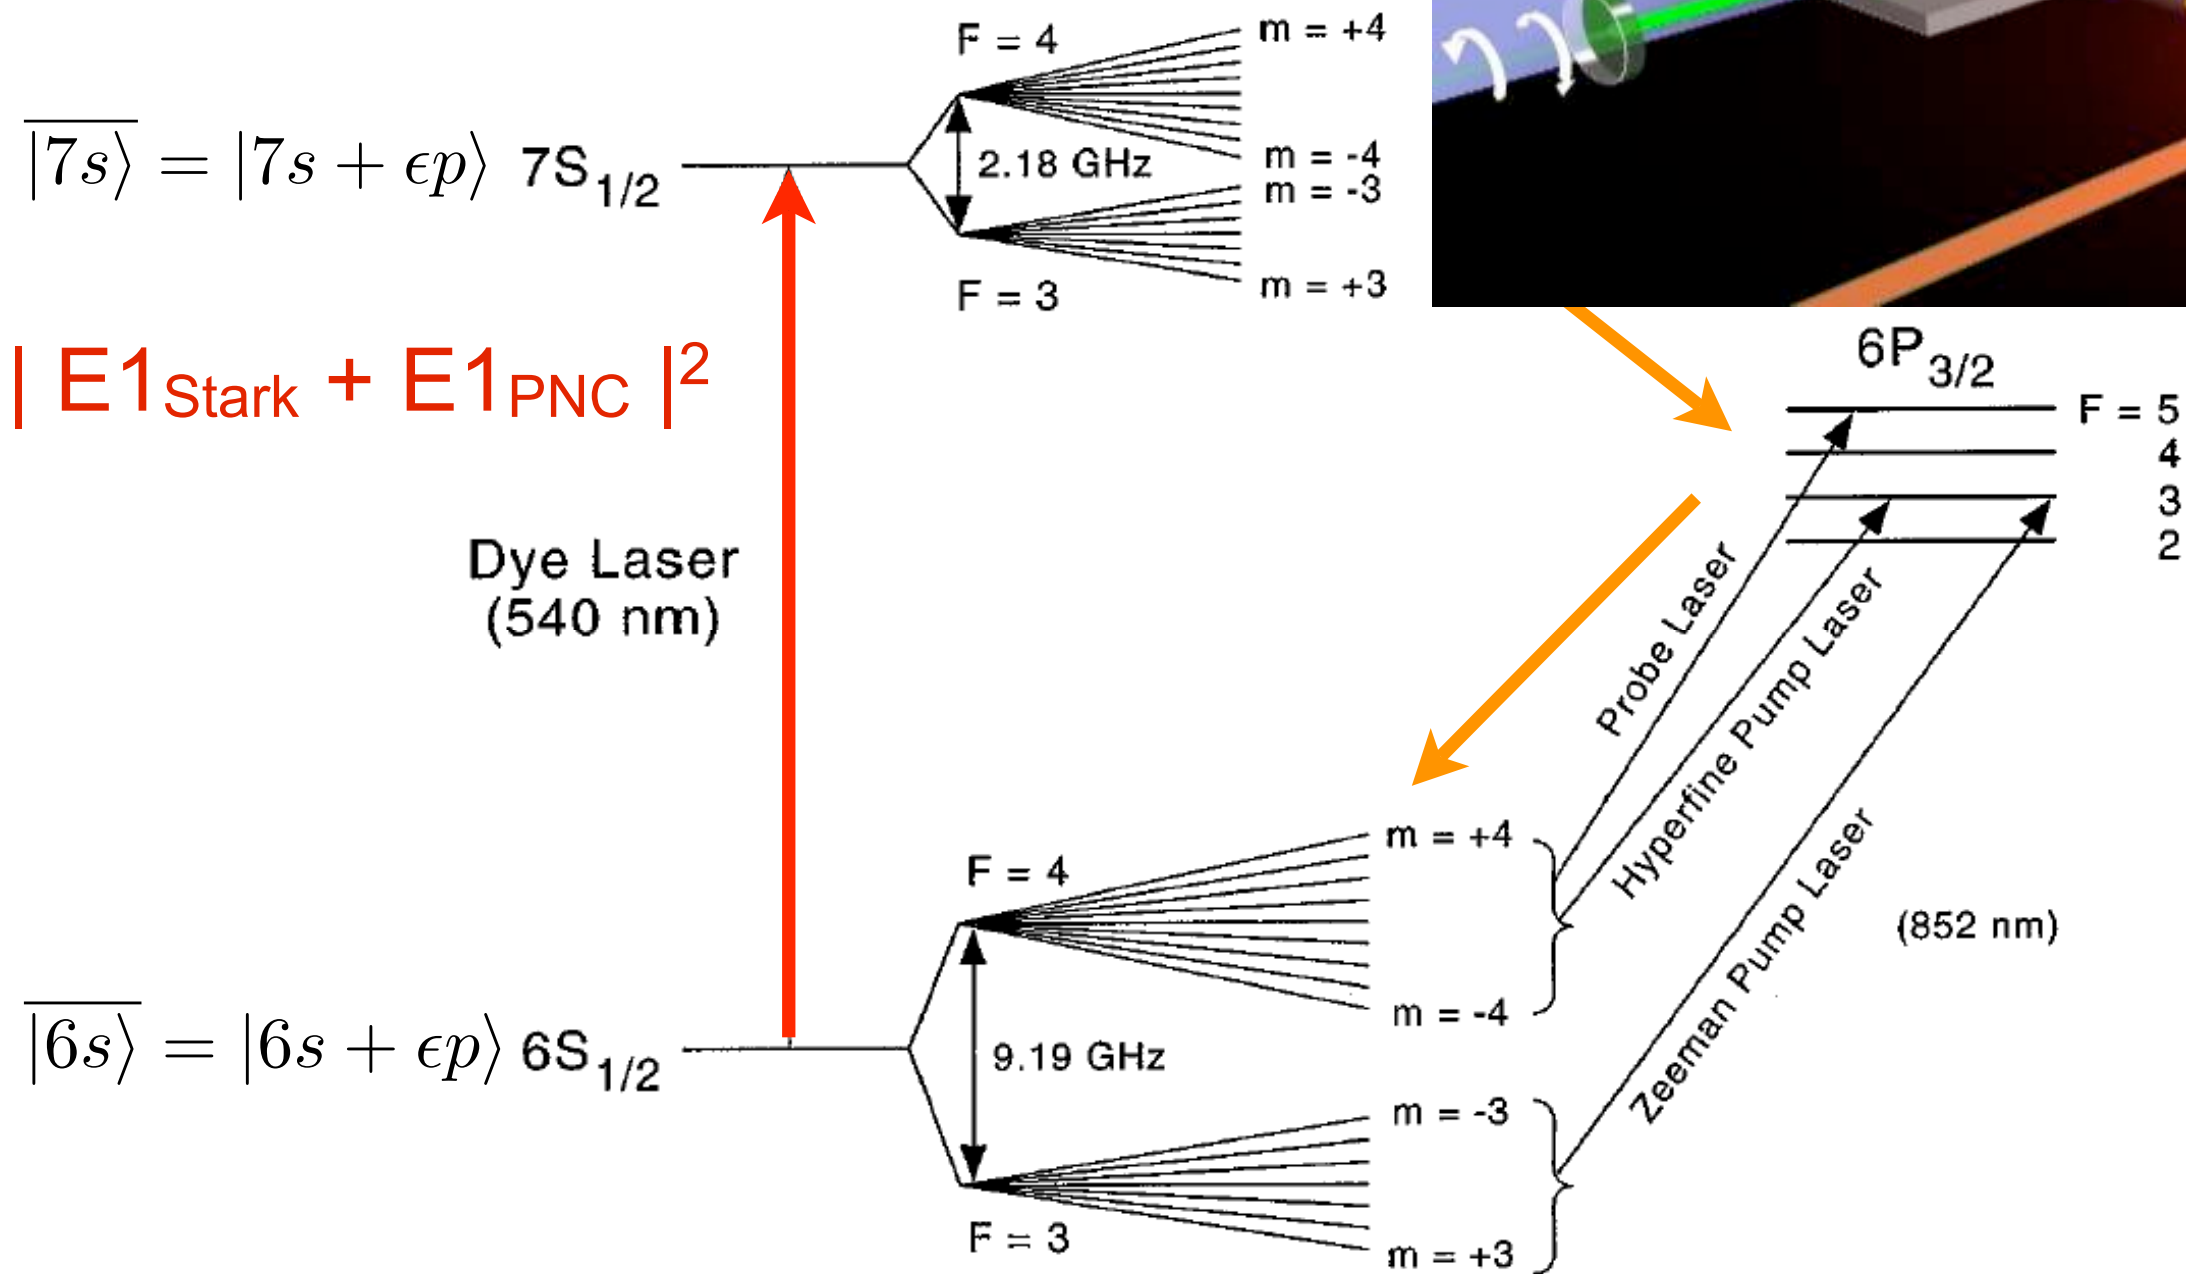 F = 4
m = +4
|7s⟩ = |7s + ϵp⟩ 7S1/2
2.18 GHz
m = -4
m = -3
F = 3
m = +3
| E1Stark + E1PNC |²
6P3/2
F = 5
4
3
2
Dye Laser
(540 nm)
Probe Laser
Hyperfine Pump Laser
Zeeman Pump Laser
(852 nm)
F = 4
m = +4
m = -4
|6s⟩ = |6s + ϵp⟩ 6S1/2
9.19 GHz
m = -3
F = 3
m = +3